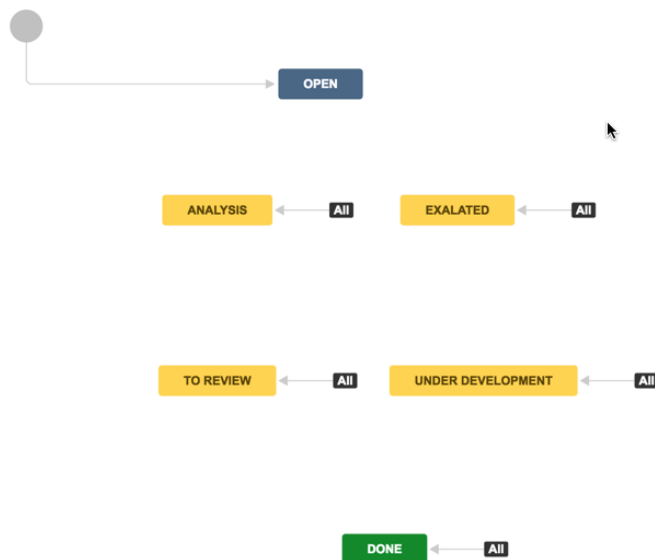 OPEN
ANALYSIS
All
EXALATED
All
TO REVIEW
All
UNDER DEVELOPMENT
All
DONE
All